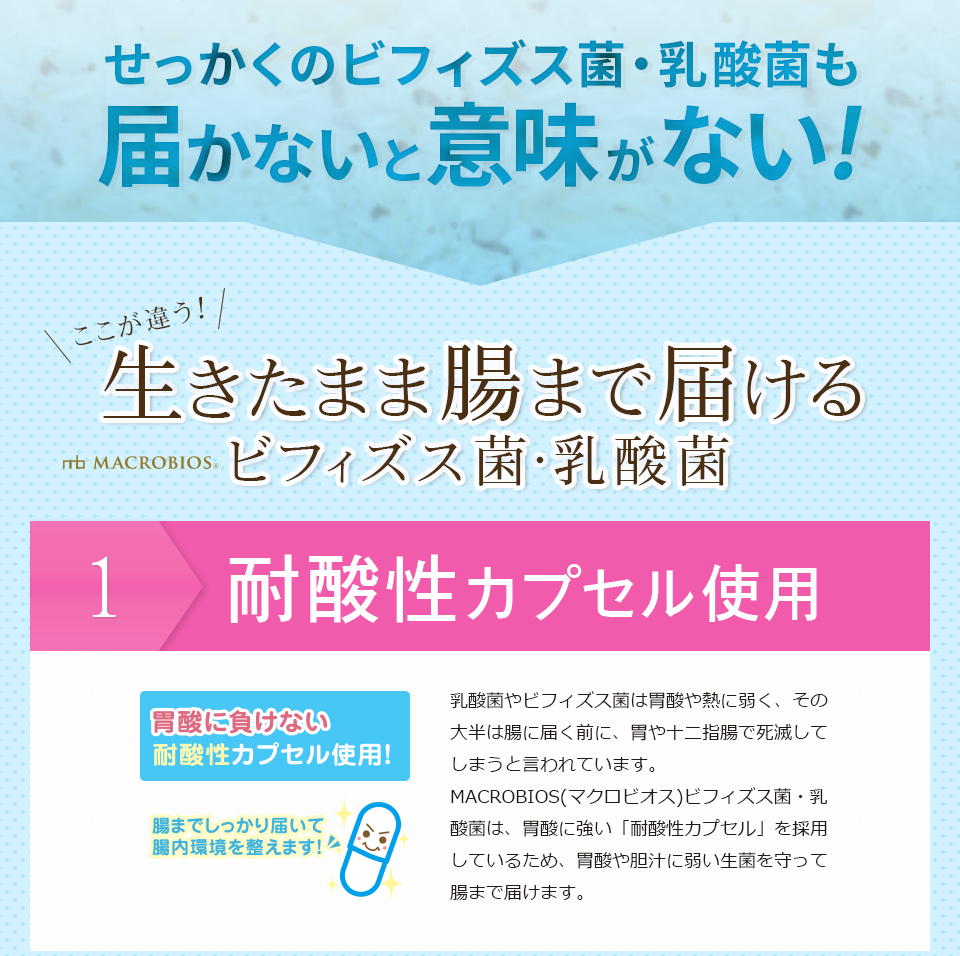 せっかくのビフィズス菌・乳酸菌も
届かないと意味がない!
ここが違う!
生きたまま腸まで届ける
mb MACROBIOS® ビフィズス菌・乳酸菌
1 耐酸性カプセル使用
胃酸に負けない
耐酸性カプセル使用!
腸までしっかり届いて
腸内環境を整えます!
乳酸菌やビフィズス菌は胃酸や熱に弱く、その
大半は腸に届く前に、胃や十二指腸で死滅して
しまうと言われています。
MACROBIOS(マクロビオス)ビフィズス菌・乳
酸菌は、胃酸に強い「耐酸性カプセル」を採用
しているため、胃酸や胆汁に弱い生菌を守って
腸まで届けます。